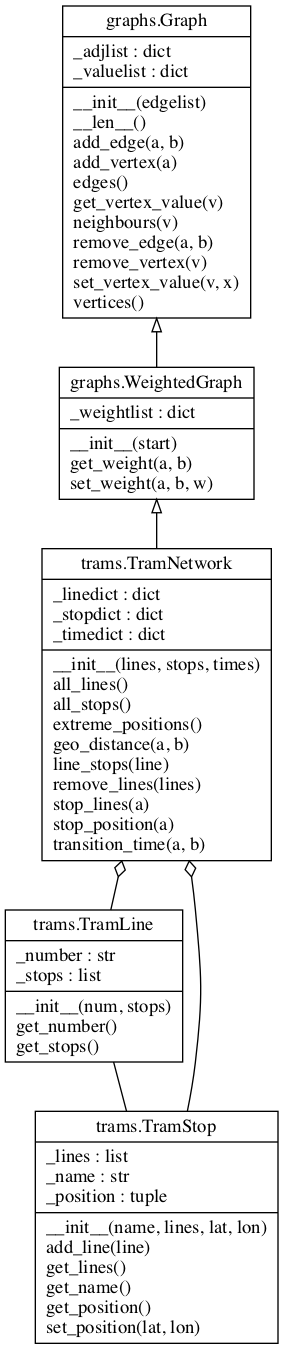 graphs.Graph
_adjlist : dict
_valuelist : dict
__init__(edgelist)
__len__()
add_edge(a, b)
add_vertex(a)
edges()
get_vertex_value(v)
neighbours(v)
remove_edge(a, b)
remove_vertex(v)
set_vertex_value(v, x)
vertices()
graphs.WeightedGraph
_weightlist : dict
__init__(start)
get_weight(a, b)
set_weight(a, b, w)
trams.TramNetwork
_linedict : dict
_stopdict : dict
_timedict : dict
__init__(lines, stops, times)
all_lines()
all_stops()
extreme_positions()
geo_distance(a, b)
line_stops(line)
remove_lines(lines)
stop_lines(a)
stop_position(a)
transition_time(a, b)
trams.TramLine
_number : str
_stops : list
__init__(num, stops)
get_number()
get_stops()
trams.TramStop
_lines : list
_name : str
_position : tuple
__init__(name, lines, lat, lon)
add_line(line)
get_lines()
get_name()
get_position()
set_position(lat, lon)